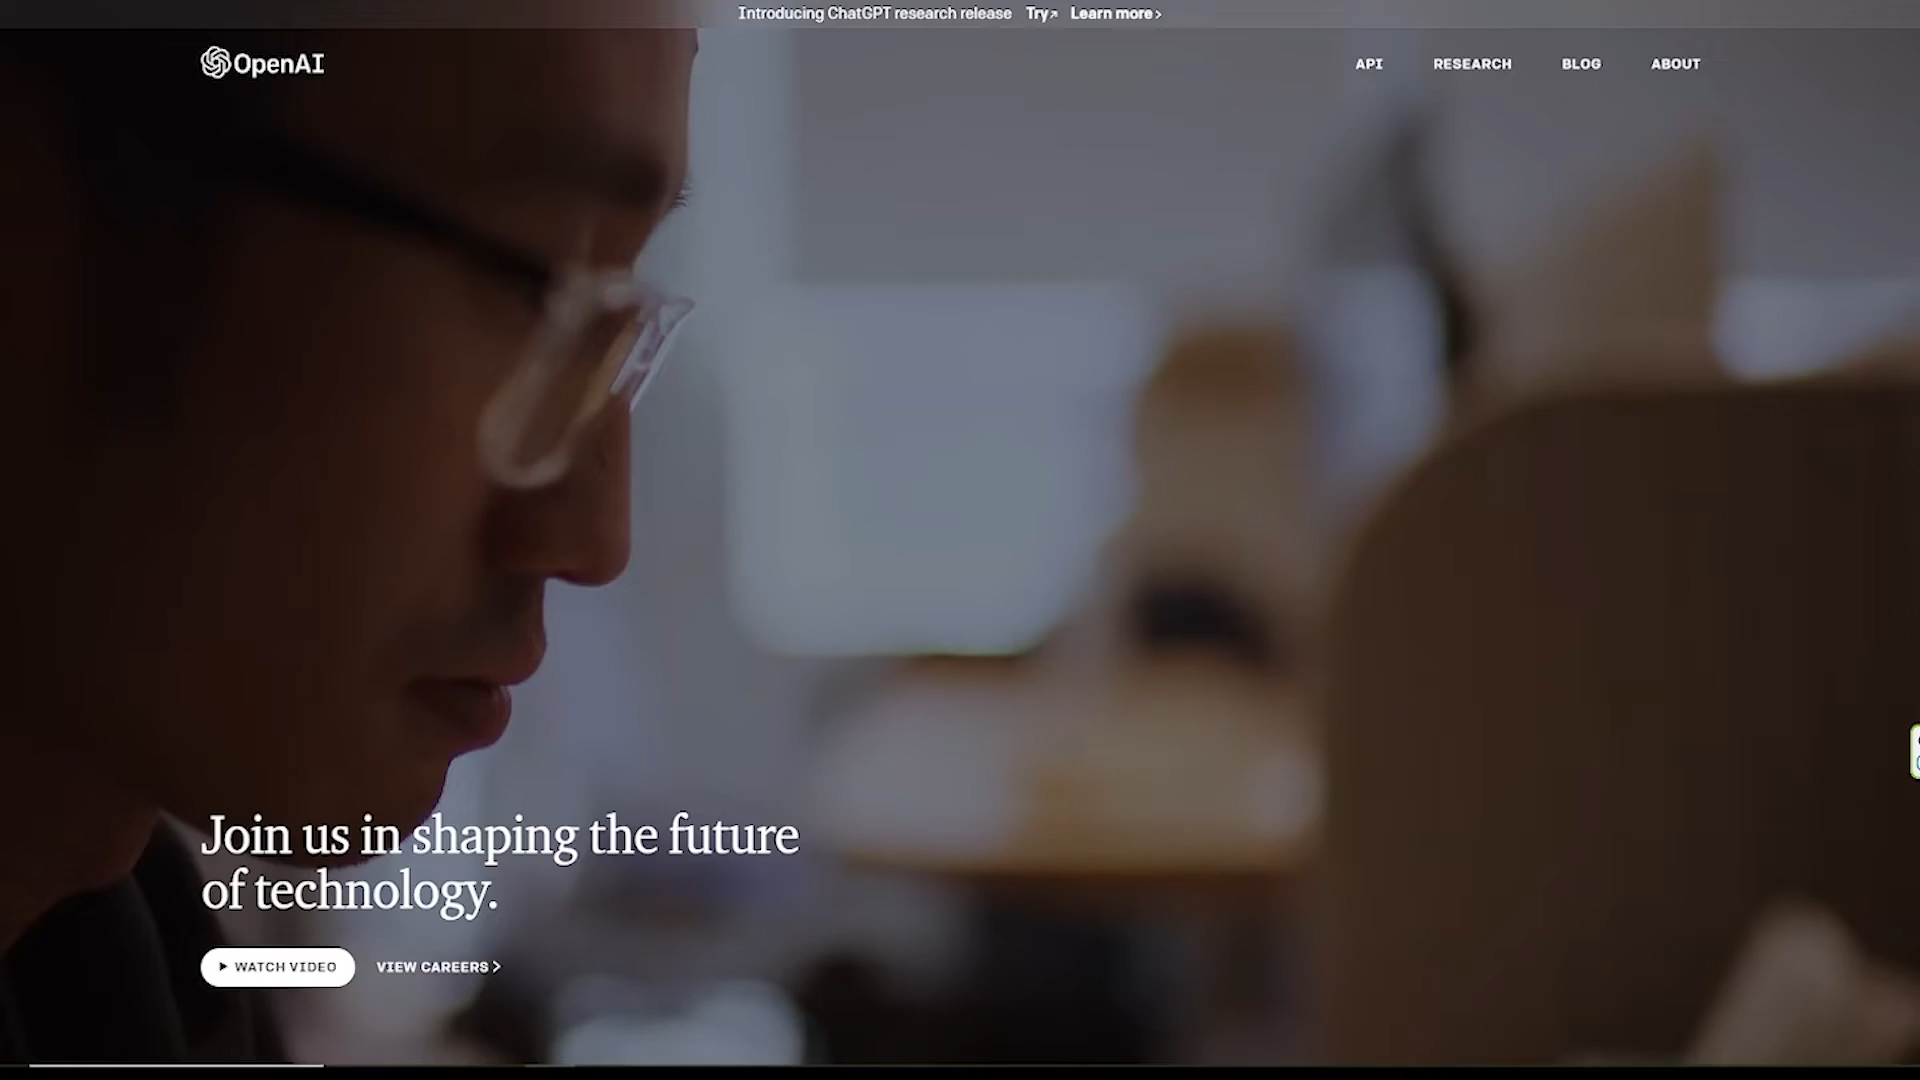 Introducing ChatGPT research release Try↗ Learn more›
OpenAI
API RESEARCH BLOG ABOUT
Join us in shaping the future
of technology.
WATCH VIDEO VIEW CAREERS